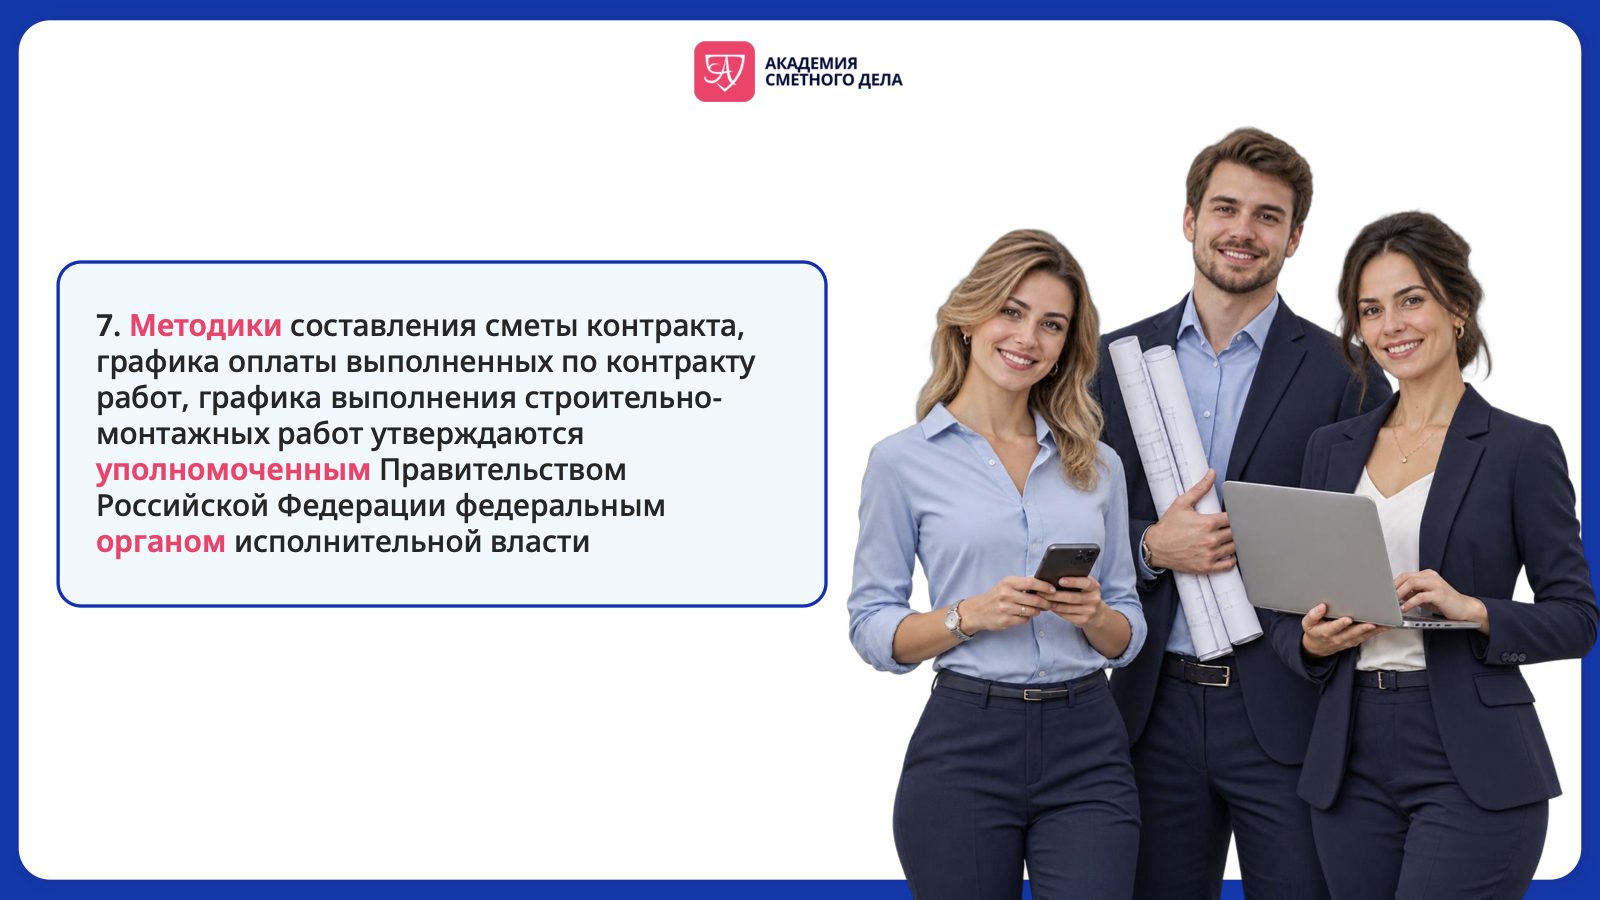 АКАДЕМИЯ
СМЕТНОГО ДЕЛА
7. Методики составления сметы контракта,
графика оплаты выполненных по контракту
работ, графика выполнения строительно-
монтажных работ утверждаются
уполномоченным Правительством
Российской Федерации федеральным
органом исполнительной власти